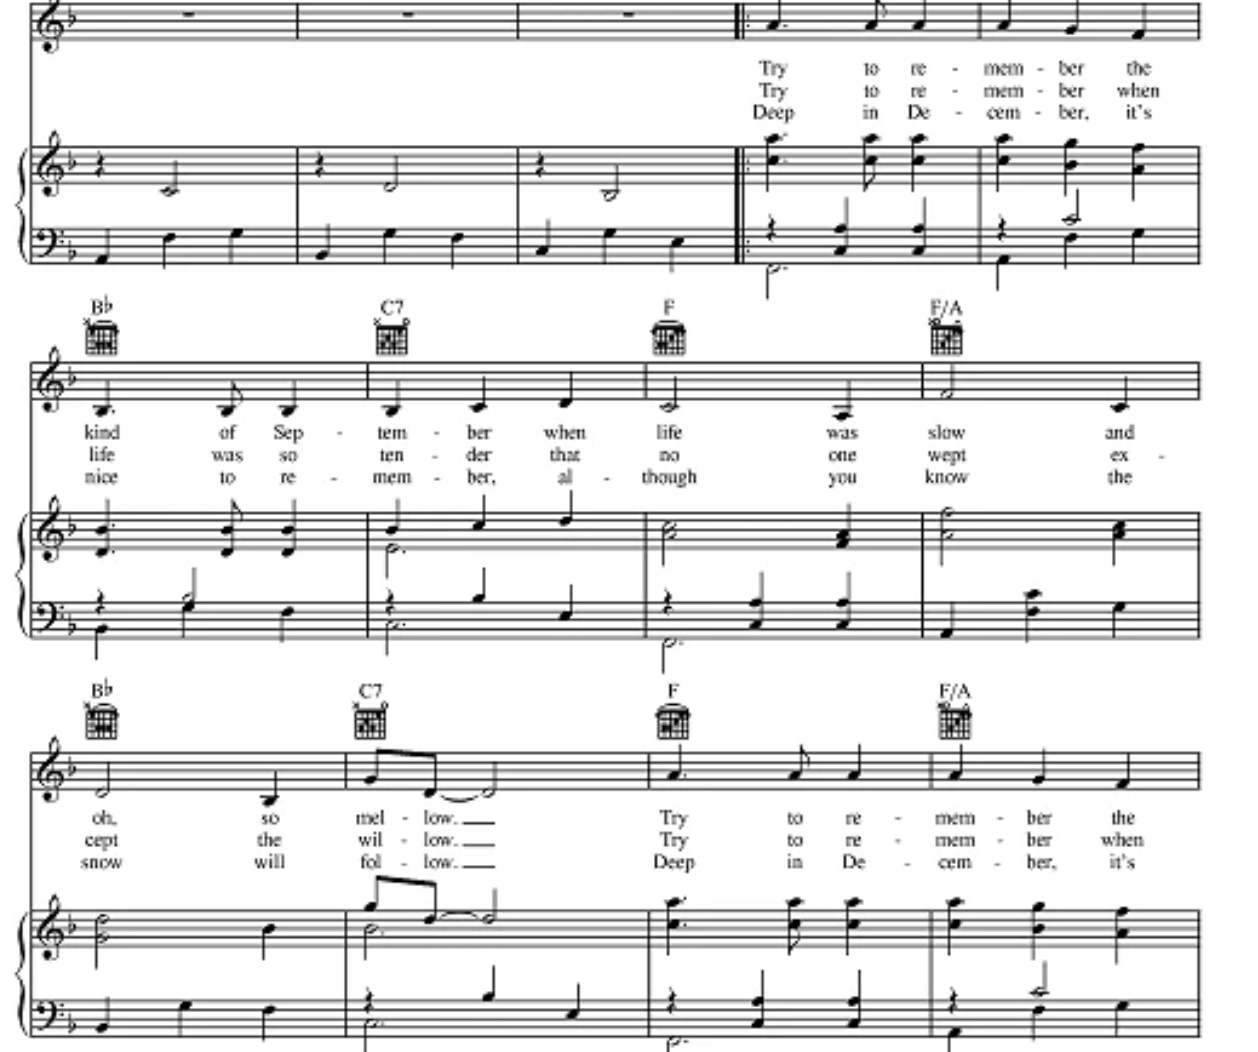 Try to re - mem - ber the
Try to re - mem - ber when
Deep in De - cem - ber, it's
B♭ C7 F F/A
kind of Sep - tem - ber when life was slow and
life was so ten - der that no one wept ex -
nice to re - mem - ber, al - though you know the
B♭ C7 F F/A
oh, so mel - low. Try to re - mem - ber the
cept the wil - low. Try to re - mem - ber when
snow will fol - low. Deep in De - cem - ber, it's